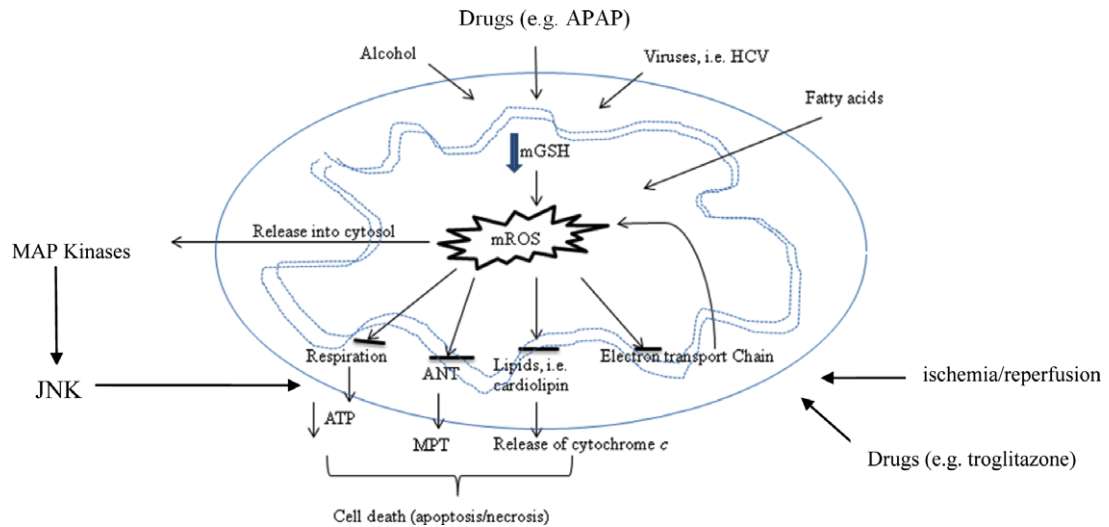 Drugs (e.g. APAP)
Alcohol
Viruses, i.e. HCV
Fatty acids
mGSH
Release into cytosol
mROS
MAP Kinases
Respiration
ANT
Lipids, i.e.
cardiolipin
Electron transport Chain
JNK
ischemia/reperfusion
ATP
MPT
Release of cytochrome c
Drugs (e.g. troglitazone)
Cell death (apoptosis/necrosis)